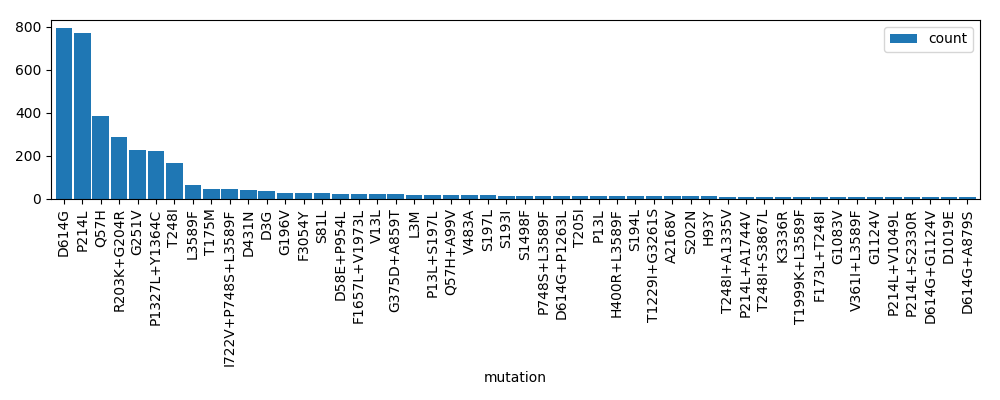 800
600
400
200
0
count
D614G
P214L
Q57H
R203K+G204R
G251V
P1327L+Y1364C
T248I
L3589F
T175M
I722V+P748S+L3589F
D431N
D3G
G196V
F3054Y
S81L
D58E+P954L
F1657L+V1973L
V13L
G375D+A859T
L3M
P13L+S197L
Q57H+A99V
V483A
S197L
S193I
S1498F
P748S+L3589F
D614G+P1263L
T205I
P13L
H400R+L3589F
S194L
T1229I+G3261S
A2168V
S202N
H93Y
T248I+A1335V
P214L+A1744V
T248I+S3867L
K3336R
T1999K+L3589F
F173L+T248I
G1083V
V361I+L3589F
G1124V
P214L+V1049L
P214L+S2330R
D614G+G1124V
D1019E
D614G+A879S
mutation